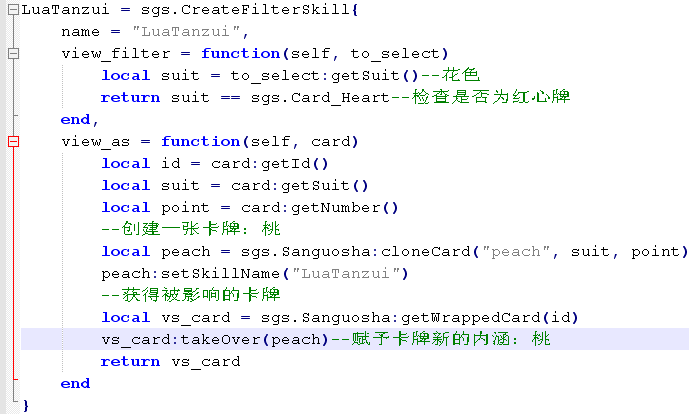 LuaTanzui = sgs.CreateFilterSkill{
    name = "LuaTanzui",
    view_filter = function(self, to_select)
        local suit = to_select:getSuit()--花色
        return suit == sgs.Card_Heart--检查是否为红心牌
    end,
    view_as = function(self, card)
        local id = card:getId()
        local suit = card:getSuit()
        local point = card:getNumber()
        --创建一张卡牌：桃
        local peach = sgs.Sanguosha:cloneCard("peach", suit, point)
        peach:setSkillName("LuaTanzui")
        --获得被影响的卡牌
        local vs_card = sgs.Sanguosha:getWrappedCard(id)
        vs_card:takeOver(peach)--赋予卡牌新的内涵：桃
        return vs_card
    end
}